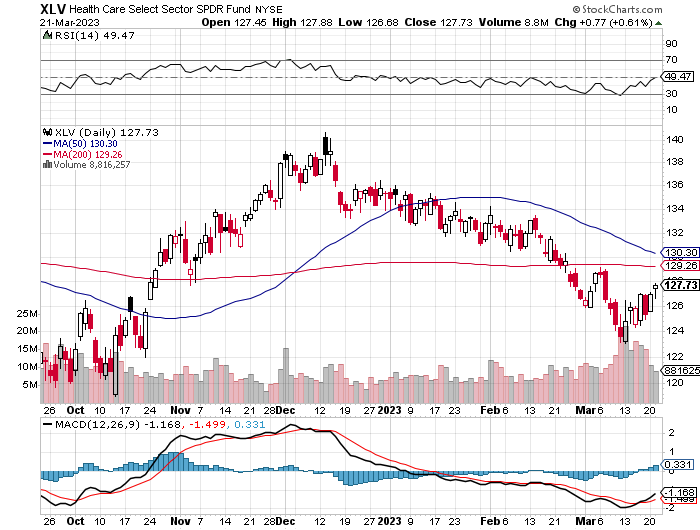 XLV Health Care Select Sector SPDR Fund NYSE © StockCharts.com
21-Mar-2023 Open 127.45 High 127.88 Low 126.68 Close 127.73 Volume 8.8M Chg +0.77 (+0.61%)
RSI(14) 49.47
90
70
49.47
30
10
XLV (Daily) 127.73
MA(50) 130.30
MA(200) 129.26
Volume 8,816,257
140
138
136
134
132
130.30
129.26
127.73
126
124
122
120
25M
20M
15M
10M
5M
881625
26 Oct 10 17 24 Nov 7 14 21 28 Dec 12 19 27 2023 9 17 23 Feb 6 13 21 Mar 6 13 20
MACD(12,26,9) -1.168, -1.499, 0.331
2
1
0.331
-1.168
-1.499
-2
26 Oct 10 17 24 Nov 7 14 21 28 Dec 12 19 27 2023 9 17 23 Feb 6 13 21 Mar 6 13 20